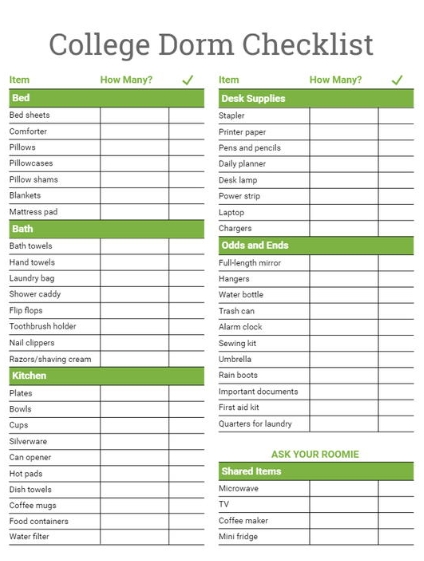 College Dorm Checklist
Item How Many? ✓
Bed
Bed sheets
Comforter
Pillows
Pillowcases
Pillow shams
Blankets
Mattress pad
Bath
Bath towels
Hand towels
Laundry bag
Shower caddy
Flip flops
Toothbrush holder
Nail clippers
Razors/shaving cream
Kitchen
Plates
Bowls
Cups
Silverware
Can opener
Hot pads
Dish towels
Coffee mugs
Food containers
Water filter
Item How Many? ✓
Desk Supplies
Stapler
Printer paper
Pens and pencils
Daily planner
Desk lamp
Power strip
Laptop
Chargers
Odds and Ends
Full-length mirror
Hangers
Water bottle
Trash can
Alarm clock
Sewing kit
Umbrella
Rain boots
Important documents
First aid kit
Quarters for laundry
ASK YOUR ROOMIE
Shared Items
Microwave
TV
Coffee maker
Mini fridge